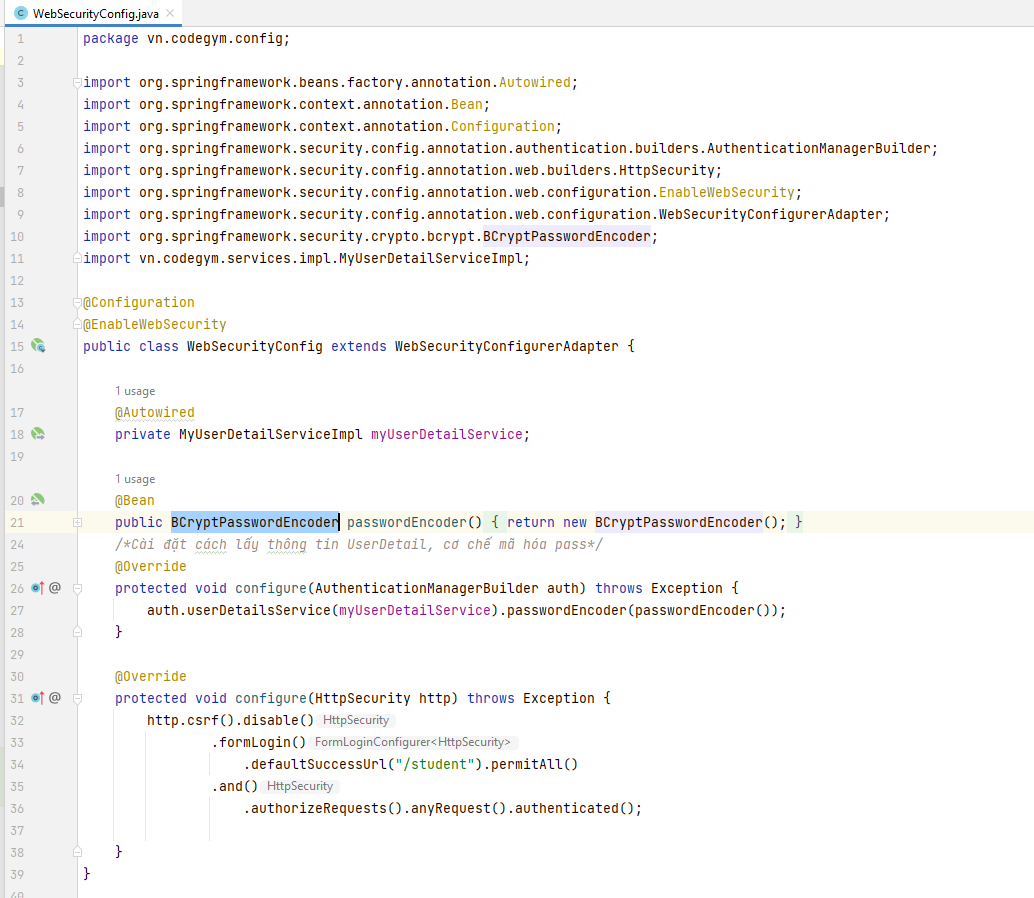 WebSecurityConfig.java
1 package vn.codegym.config;
2
3 import org.springframework.beans.factory.annotation.Autowired;
4 import org.springframework.context.annotation.Bean;
5 import org.springframework.context.annotation.Configuration;
6 import org.springframework.security.config.annotation.authentication.builders.AuthenticationManagerBuilder;
7 import org.springframework.security.config.annotation.web.builders.HttpSecurity;
8 import org.springframework.security.config.annotation.web.configuration.EnableWebSecurity;
9 import org.springframework.security.config.annotation.web.configuration.WebSecurityConfigurerAdapter;
10 import org.springframework.security.crypto.bcrypt.BCryptPasswordEncoder;
11 import vn.codegym.services.impl.MyUserDetailServiceImpl;
12
13 @Configuration
14 @EnableWebSecurity
15 public class WebSecurityConfig extends WebSecurityConfigurerAdapter {
16
1 usage
17 @Autowired
18 private MyUserDetailServiceImpl myUserDetailService;
19
1 usage
20 @Bean
21 public BCryptPasswordEncoder passwordEncoder() { return new BCryptPasswordEncoder(); }
24 /*Cài đặt cách lấy thông tin UserDetail, cơ chế mã hóa pass*/
25 @Override
26 @ protected void configure(AuthenticationManagerBuilder auth) throws Exception {
27 auth.userDetailsService(myUserDetailService).passwordEncoder(passwordEncoder());
28 }
29
30 @Override
31 @ protected void configure(HttpSecurity http) throws Exception {
32 http.csrf().disable() HttpSecurity
33 .formLogin() FormLoginConfigurer<HttpSecurity>
34 .defaultSuccessUrl("/student").permitAll()
35 .and() HttpSecurity
36 .authorizeRequests().anyRequest().authenticated();
37
38 }
39 }
40